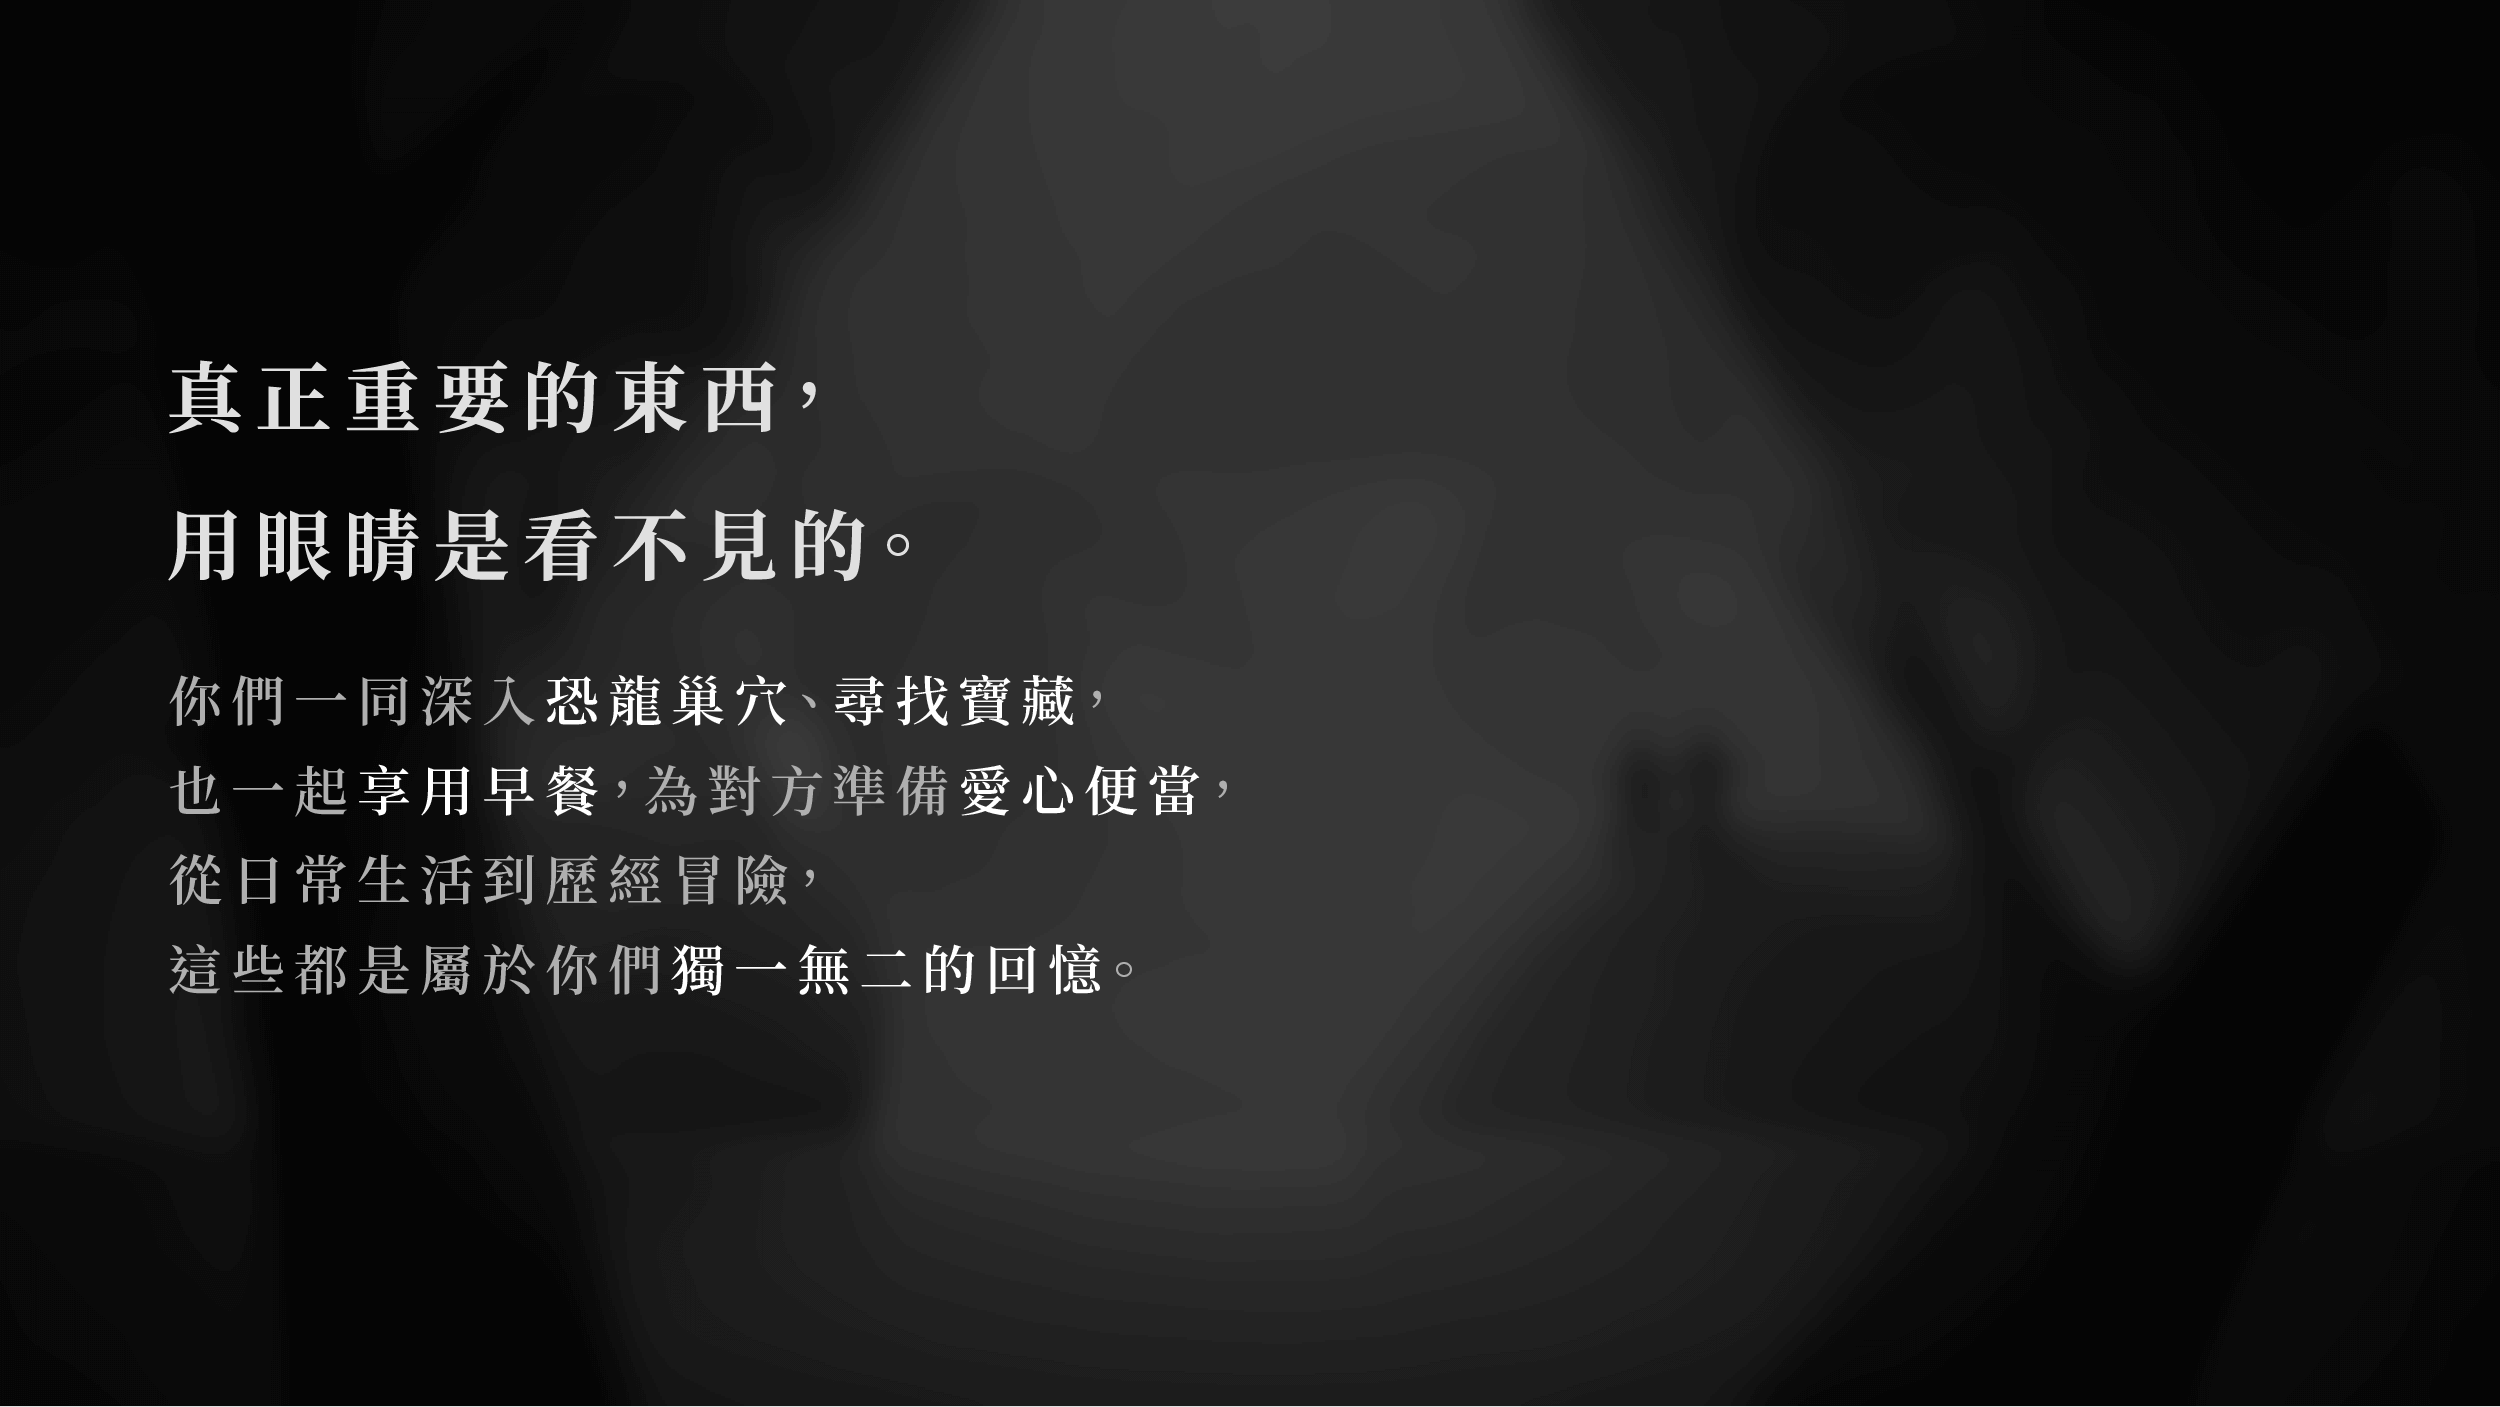 真正重要的東西，
用眼睛是看不見的。
你們一同深入恐龍巢穴、尋找寶藏，
也一起享用早餐，為對方準備愛心便當，
從日常生活到歷經冒險，
這些都是屬於你們獨一無二的回憶。